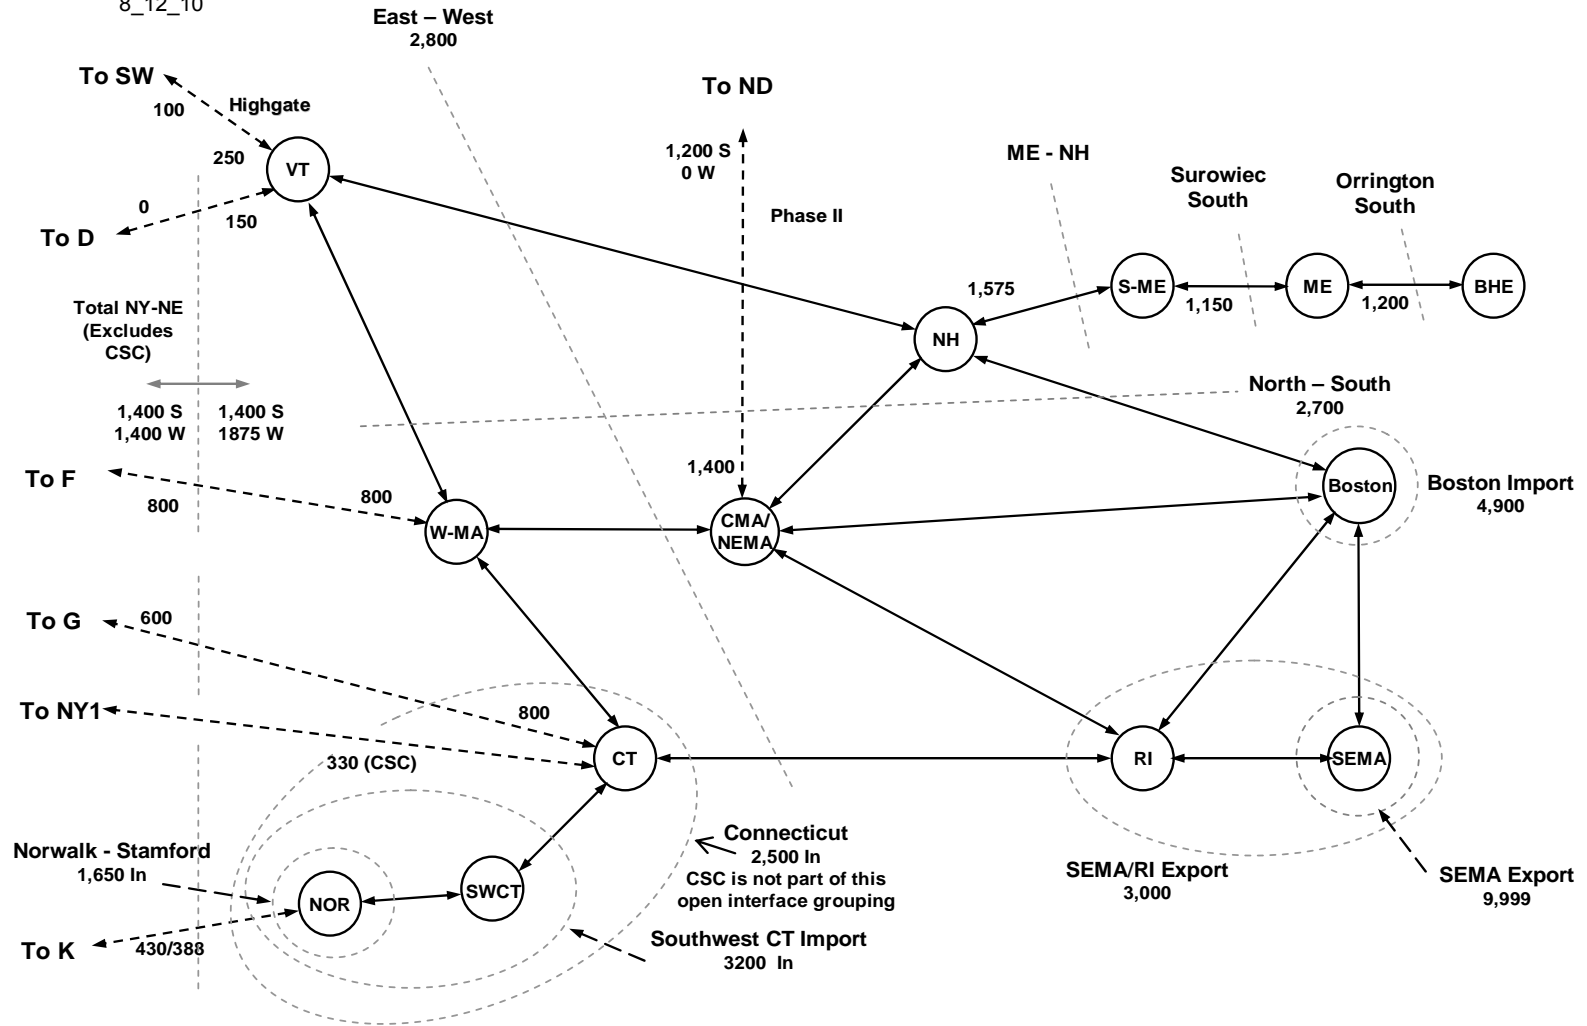 8_12_10
East – West
2,800
To SW
100
Highgate
250
VT
0
150
To D
To ND
1,200 S
0 W
Phase II
ME - NH
Surowiec
South
Orrington
South
1,575
S-ME
1,150
ME
1,200
BHE
NH
Total NY-NE
(Excludes
CSC)
1,400 S
1,400 W
1,400 S
1875 W
North – South
2,700
To F
800
800
W-MA
1,400
CMA/
NEMA
Boston
Boston Import
4,900
To G
600
To NY1
800
330 (CSC)
CT
RI
SEMA
Norwalk - Stamford
1,650 In
NOR
SWCT
To K
430/388
Connecticut
2,500 In
CSC is not part of this
open interface grouping
Southwest CT Import
3200 In
SEMA/RI Export
3,000
SEMA Export
9,999